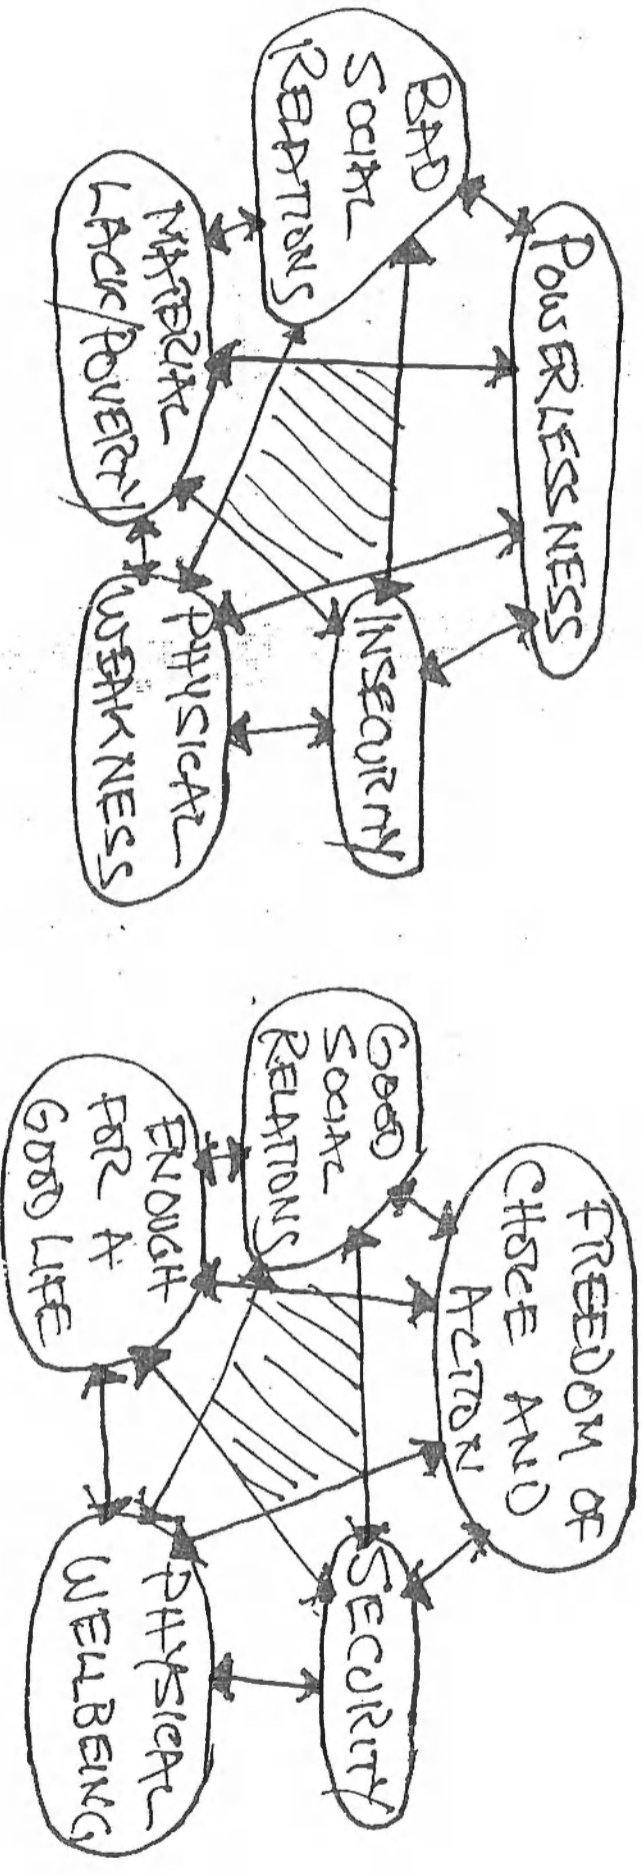 POWERLESSNESS
BAD
SOCIAL
RELATIONS
INSECURITY
MATERIAL
LACK/POVERTY
PHYSICAL
WEAKNESS
FREEDOM OF
CHOICE AND
ACTION
GOOD
SOCIAL
RELATIONS
SECURITY
ENOUGH
FOR A
GOOD LIFE
PHYSICAL
WELLBEING